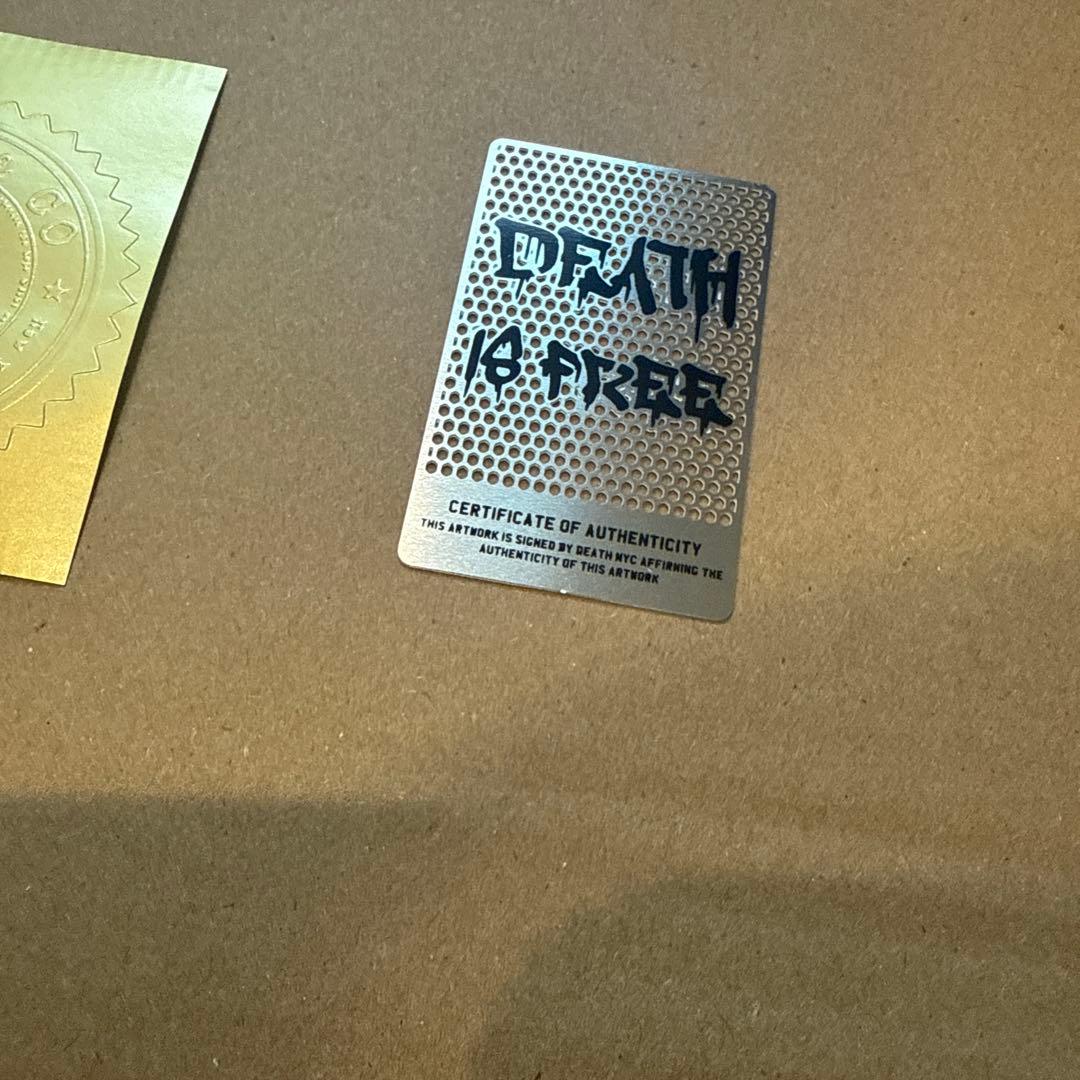 CO
DEATH
IS FREE
CERTIFICATE OF AUTHENTICITY
THIS ARTWORK IS SIGNED BY DEATH NYC AFFIRMING THE
AUTHENTICITY OF THIS ARTWORK